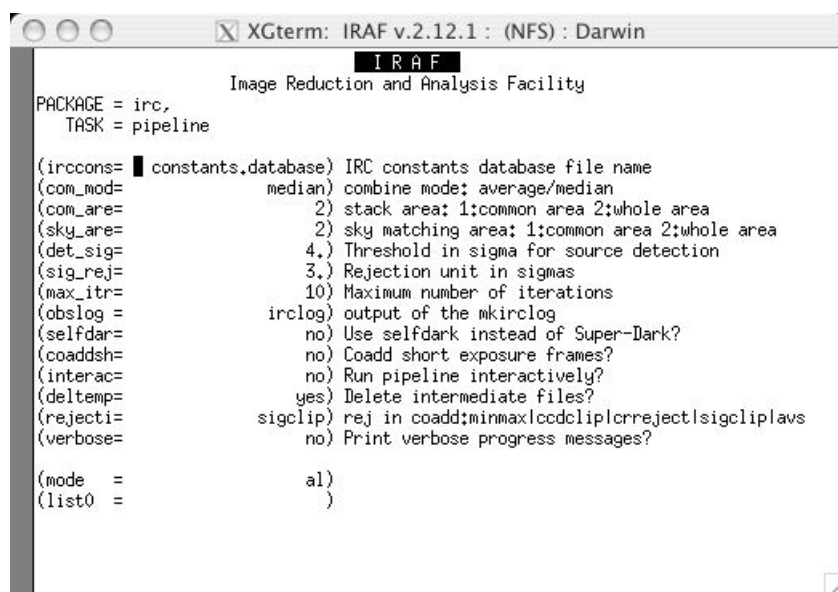 XGterm: IRAF v.2.12.1 : (NFS) : Darwin
I R A F
Image Reduction and Analysis Facility
PACKAGE = irc,
TASK = pipeline
(irccons= constants.database) IRC constants database file name
(com_mod= median) combine mode: average/median
(com_are= 2) stack area: 1:common area 2:whole area
(sky_are= 2) sky matching area: 1:common area 2:whole area
(det_sig= 4.) Threshold in sigma for source detection
(sig_rej= 3.) Rejection unit in sigmas
(max_itr= 10) Maximum number of iterations
(obslog = irclog) output of the mkirclog
(selfdar= no) Use selfdark instead of Super-Dark?
(coaddsh= no) Coadd short exposure frames?
(interac= no) Run pipeline interactively?
(deltemp= yes) Delete intermediate files?
(rejecti= sigclip) rej in coadd:minmax|ccdclip|crreject|sigclip|avs
(verbose= no) Print verbose progress messages?
(mode = al)
(list0 = )